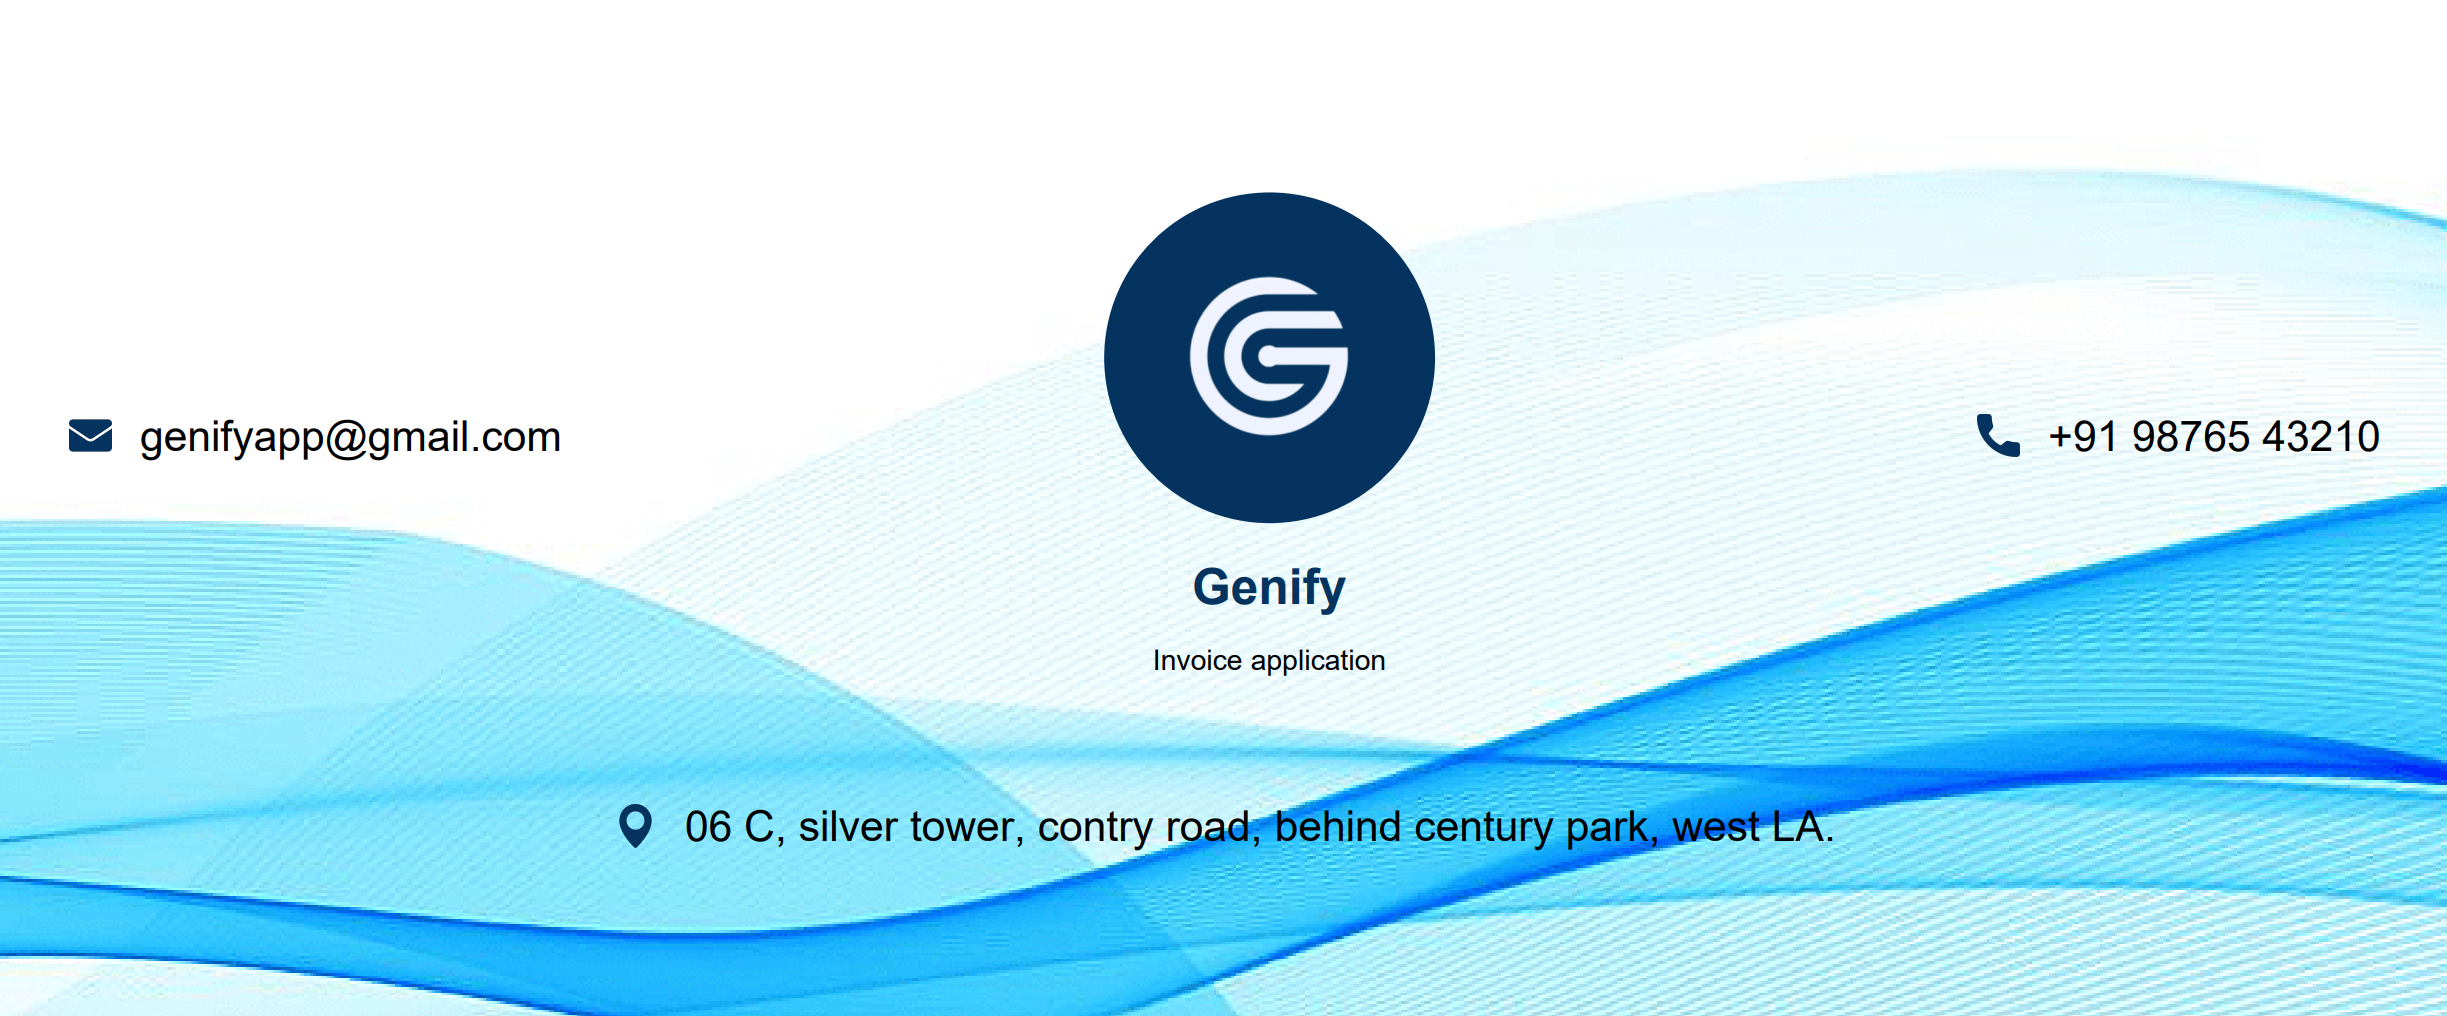 genifyapp@gmail.com
+91 98765 43210
Genify
Invoice application
06 C, silver tower, contry road, behind century park, west LA.